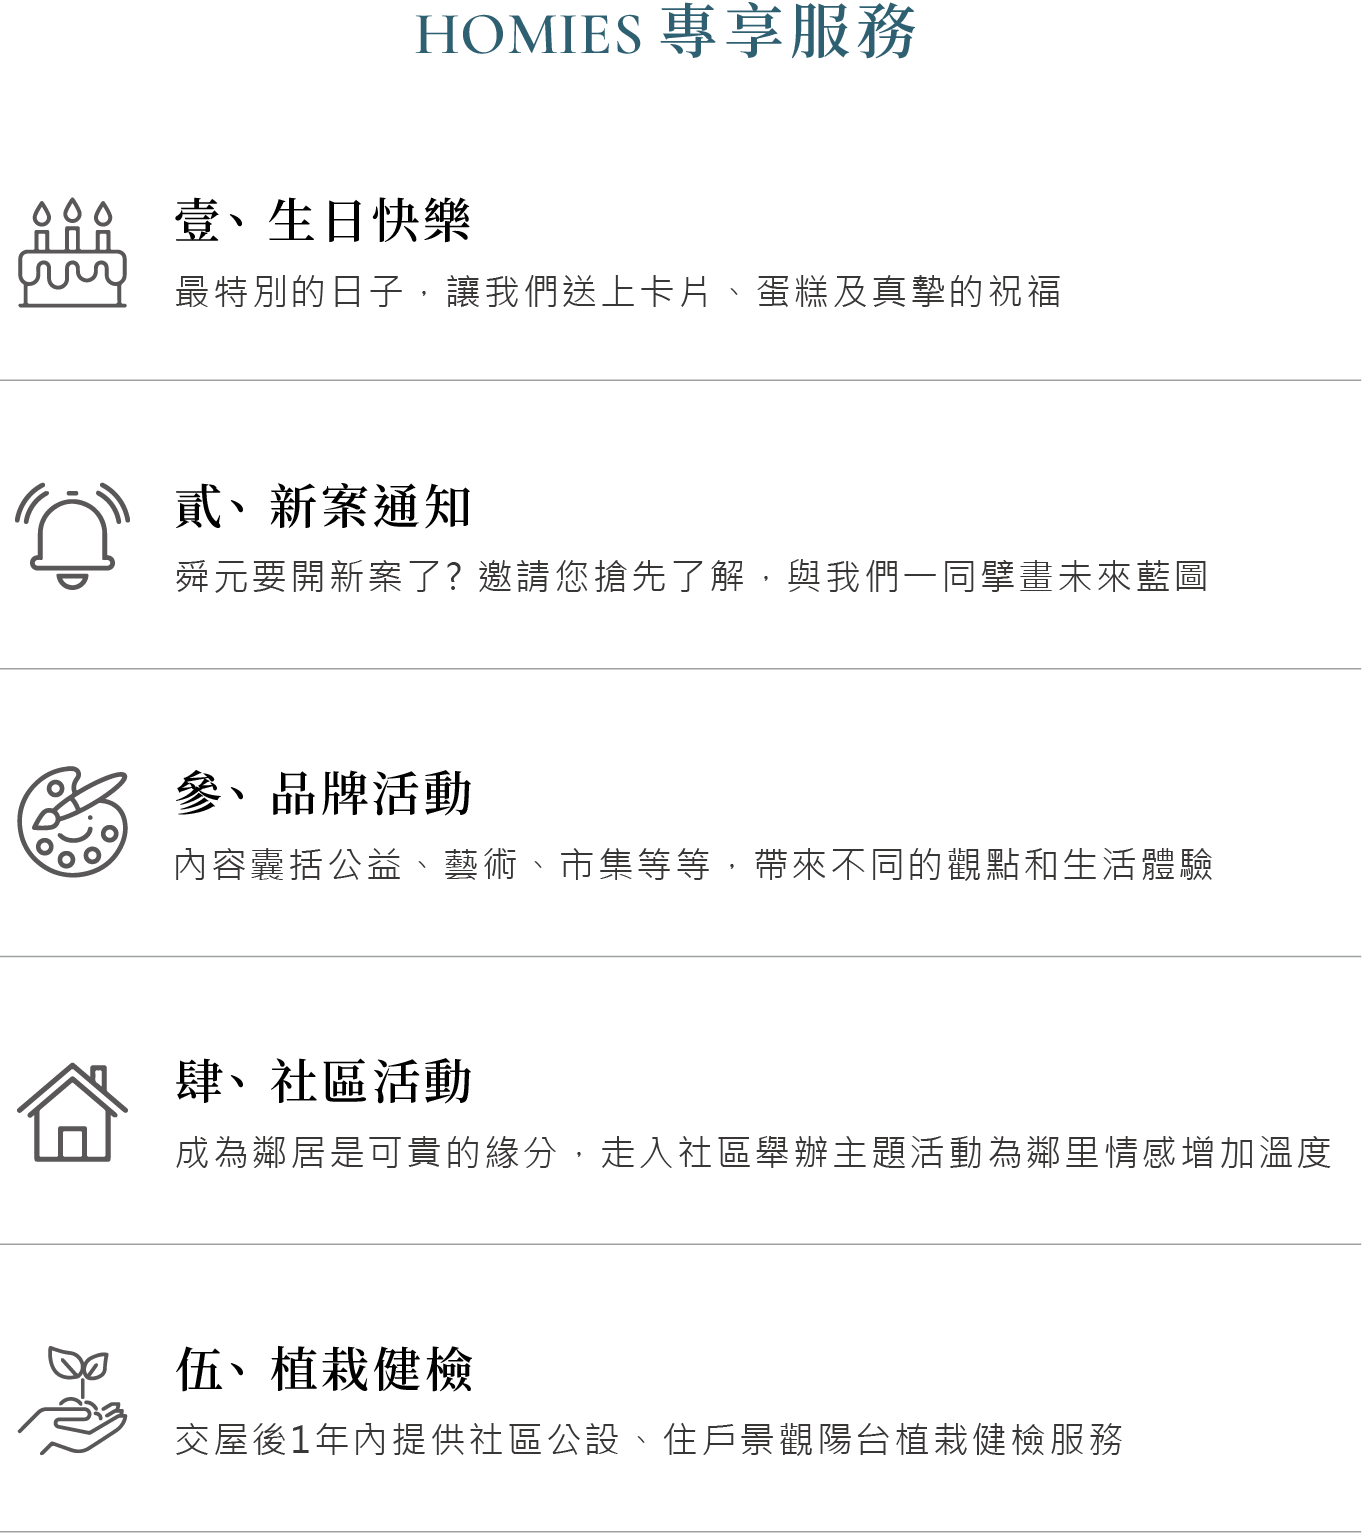 HOMIES 專享服務
壹、生日快樂
最特別的日子，讓我們送上卡片、蛋糕及真摯的祝福
貳、新案通知
舜元要開新案了? 邀請您搶先了解，與我們一同擘畫未來藍圖
參、品牌活動
內容囊括公益、藝術、市集等等，帶來不同的觀點和生活體驗
肆、社區活動
成為鄰居是可貴的緣分，走入社區舉辦主題活動為鄰里情感增加溫度
伍、植栽健檢
交屋後1年內提供社區公設、住戶景觀陽台植栽健檢服務